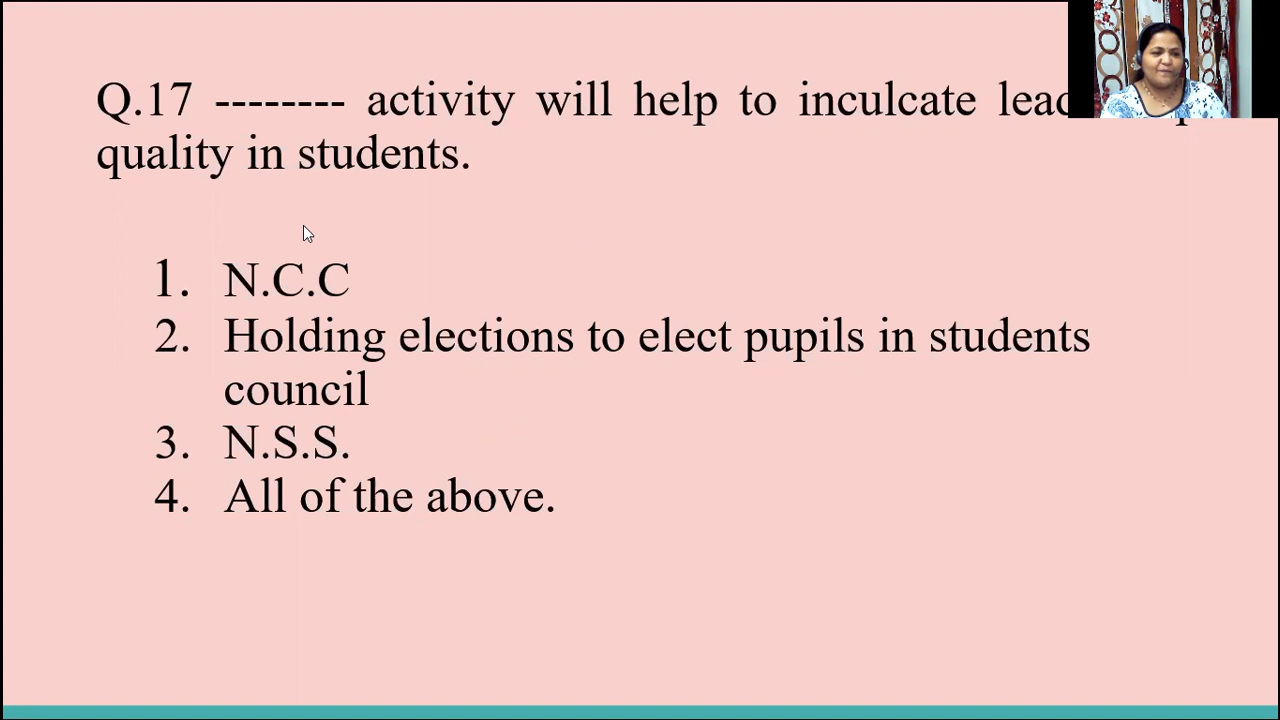 Q.17 -------- activity will help to inculcate
quality in students.
1. N.C.C
2. Holding elections to elect pupils in students
council
3. N.S.S.
4. All of the above.